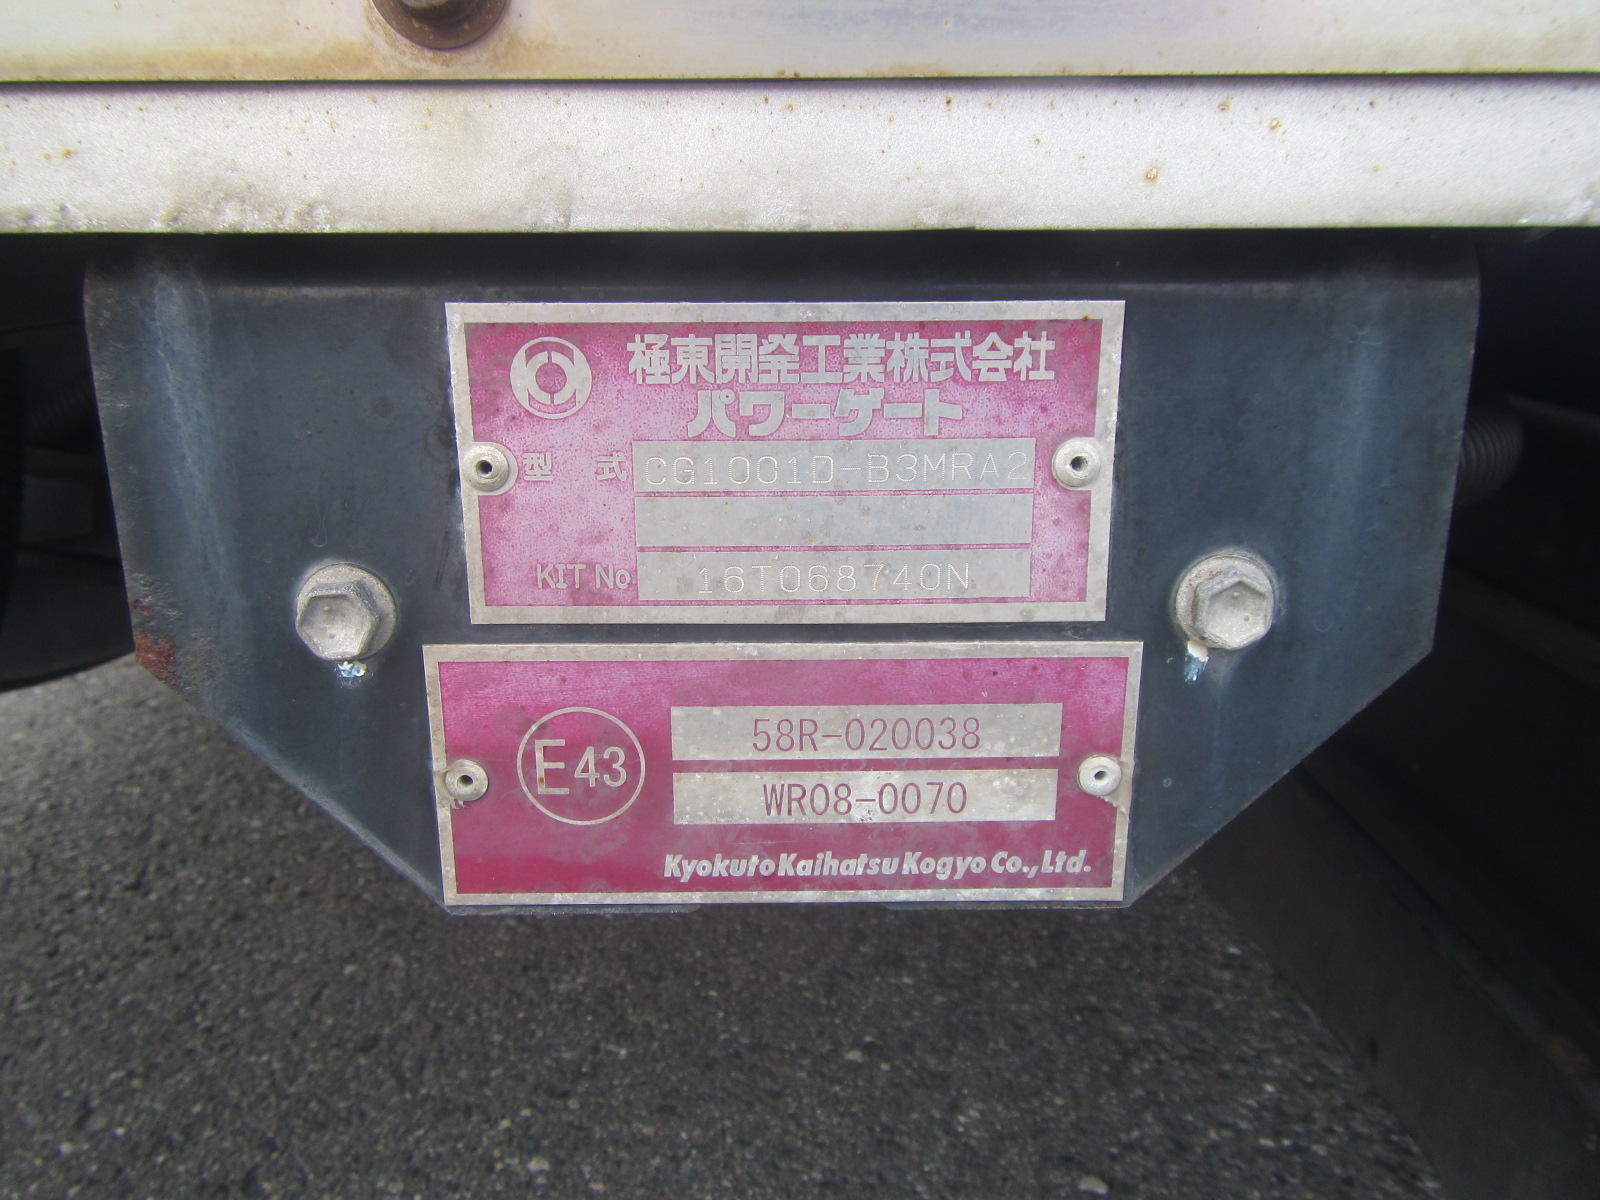 極東開発工業株式会社
パワーゲート
型 式 CG1001D-B3MRA2
KIT No 16T068740N
E43 58R-020038
WR08-0070
Kyokuto Kaihatsu Kogyo Co., Ltd.